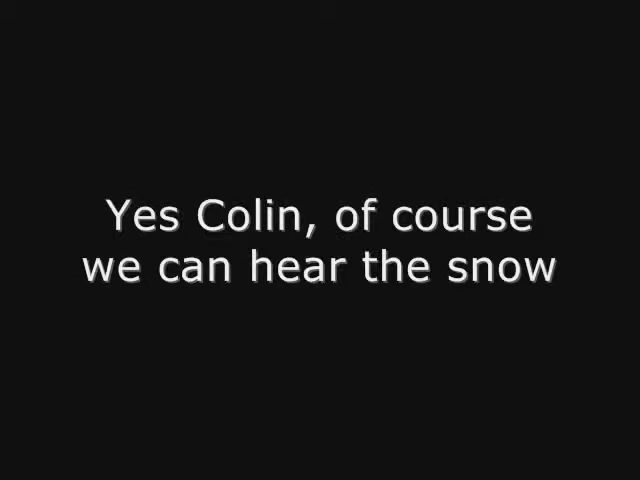 Yes Colin, of course
we can hear the snow